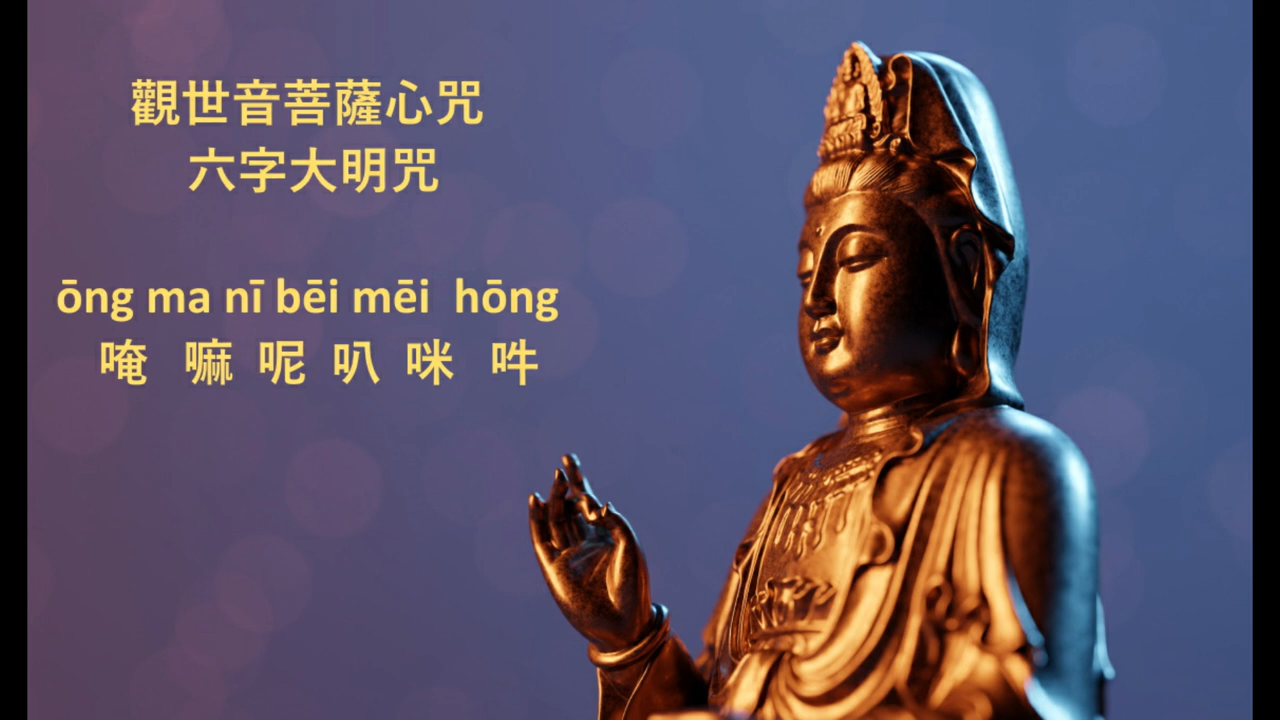 觀世音菩薩心咒
六字大明咒
ōng ma nī bēi mēi hōng
唵 嘛 呢 叭 咪 吽